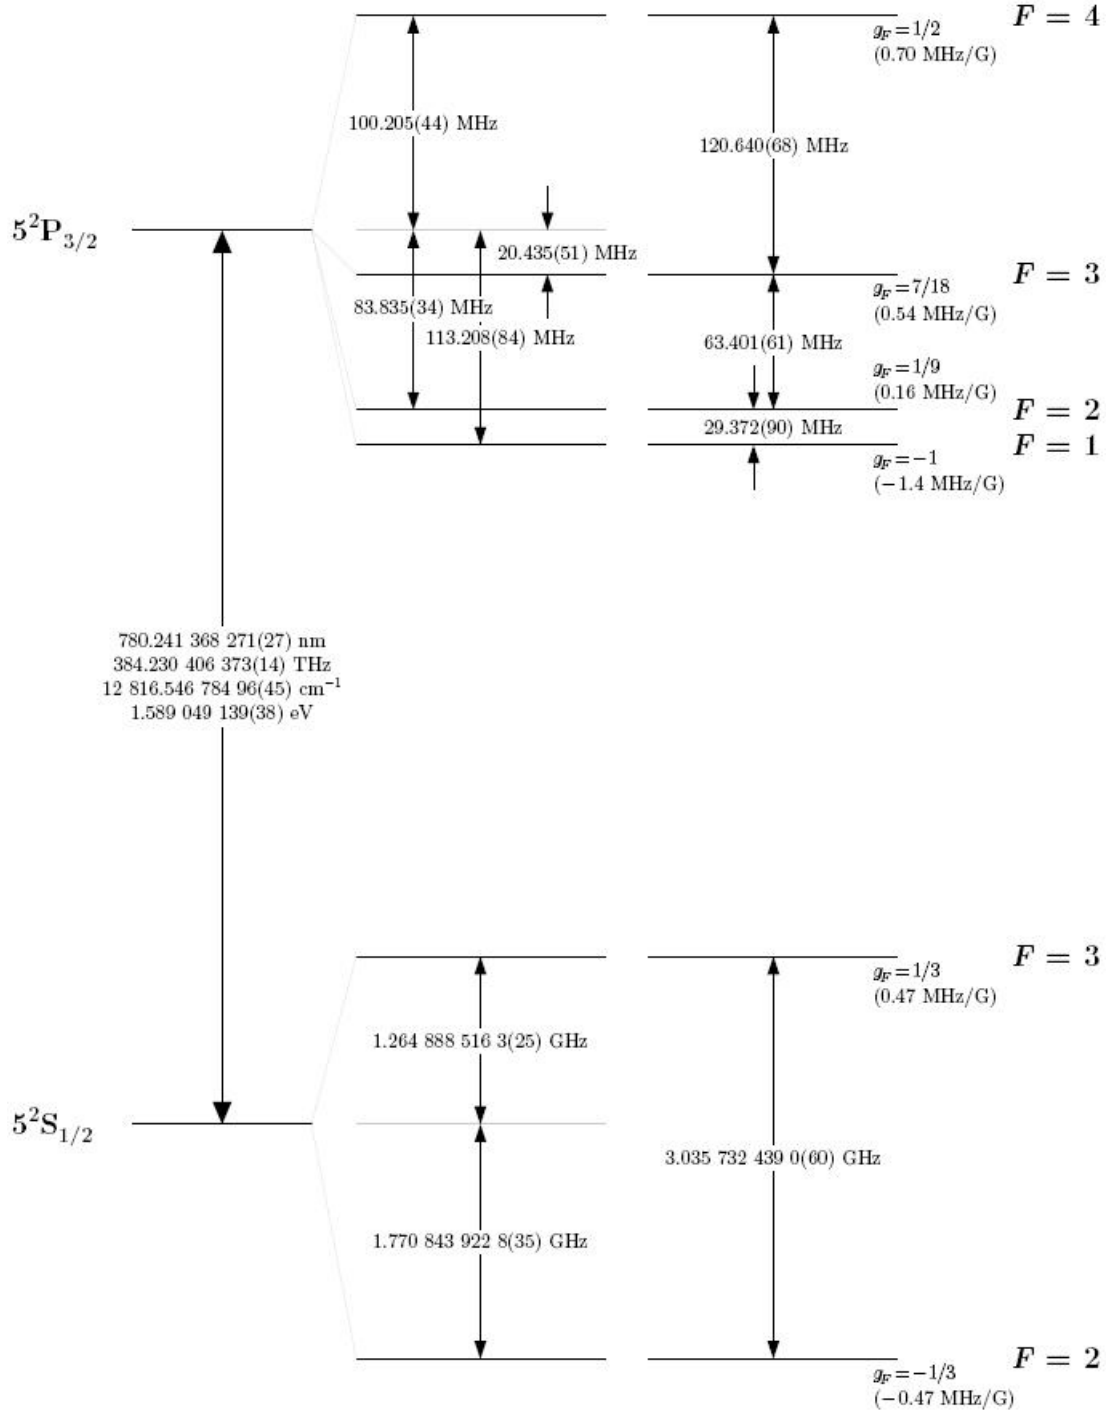 F = 4
g_F = 1/2
(0.70 MHz/G)
100.205(44) MHz
120.640(68) MHz
5²P₃/₂
20.435(51) MHz
F = 3
g_F = 7/18
(0.54 MHz/G)
83.835(34) MHz
113.208(84) MHz
63.401(61) MHz
g_F = 1/9
(0.16 MHz/G)
F = 2
29.372(90) MHz
F = 1
g_F = −1
(−1.4 MHz/G)
780.241 368 271(27) nm
384.230 406 373(14) THz
12 816.546 784 96(45) cm⁻¹
1.589 049 139(38) eV
F = 3
g_F = 1/3
(0.47 MHz/G)
1.264 888 516 3(25) GHz
5²S₁/₂
3.035 732 439 0(60) GHz
1.770 843 922 8(35) GHz
F = 2
g_F = −1/3
(−0.47 MHz/G)